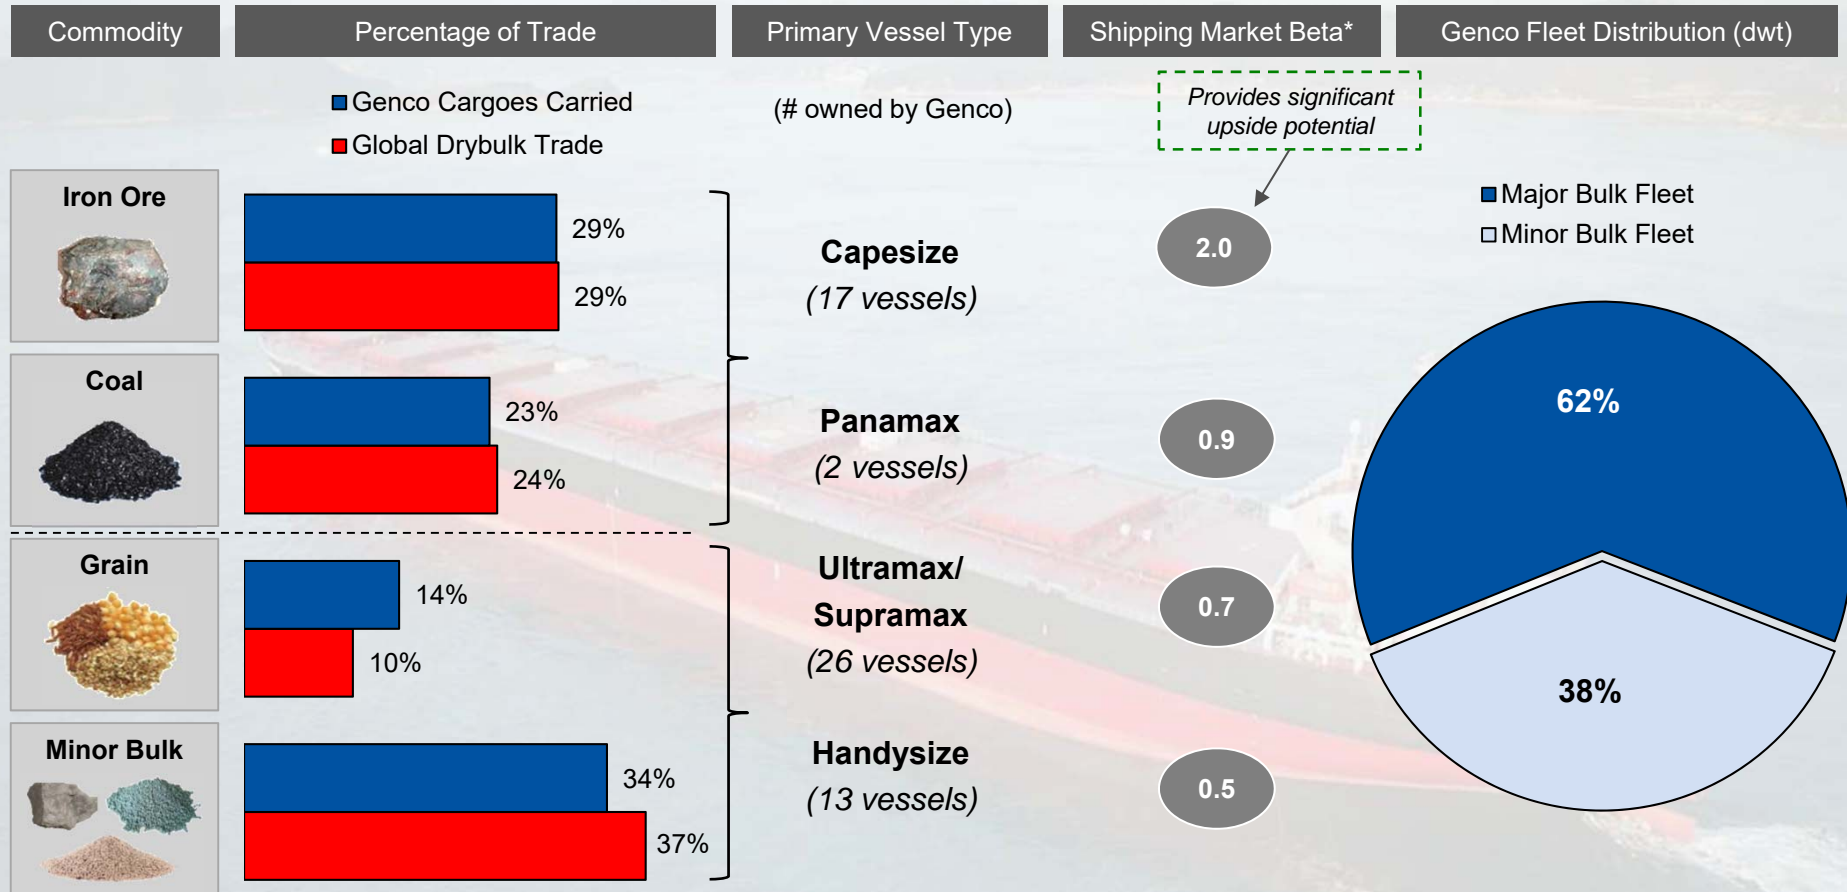 Commodity
Percentage of Trade
Primary Vessel Type
Shipping Market Beta*
Genco Fleet Distribution (dwt)
Genco Cargoes Carried
Global Drybulk Trade
(# owned by Genco)
Provides significant
upside potential
Major Bulk Fleet
Minor Bulk Fleet
Iron Ore
29%
29%
Capesize
(17 vessels)
2.0
Coal
23%
24%
Panamax
(2 vessels)
0.9
Grain
14%
10%
Ultramax/
Supramax
(26 vessels)
0.7
Minor Bulk
34%
37%
Handysize
(13 vessels)
0.5
62%
38%